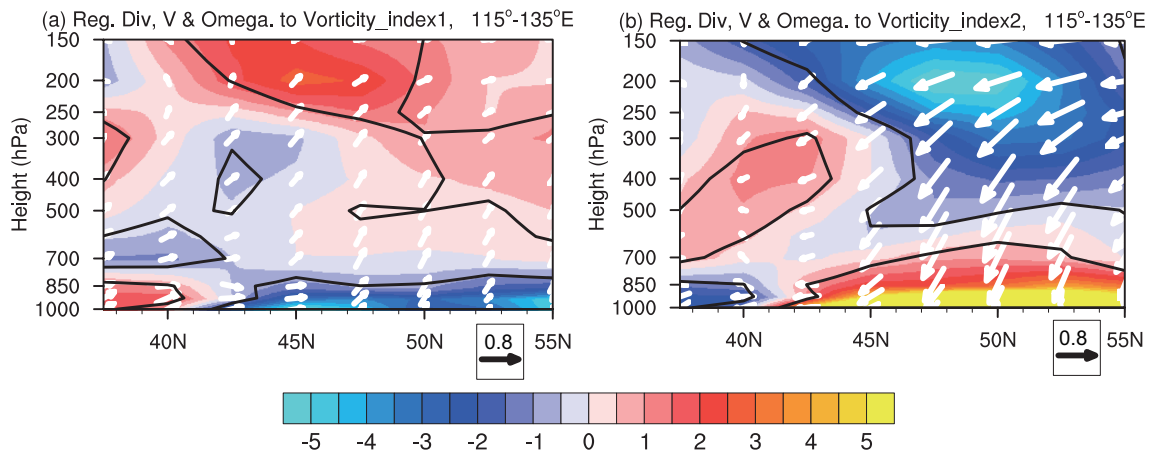 (a) Reg. Div, V & Omega. to Vorticity_index1, 115°-135°E
(b) Reg. Div, V & Omega. to Vorticity_index2, 115°-135°E
Height (hPa)
150
200
250
300
400
500
700
850
1000
40N 45N 50N 55N
0.8
Height (hPa)
150
200
250
300
400
500
700
850
1000
40N 45N 50N 55N
0.8
-5 -4 -3 -2 -1 0 1 2 3 4 5